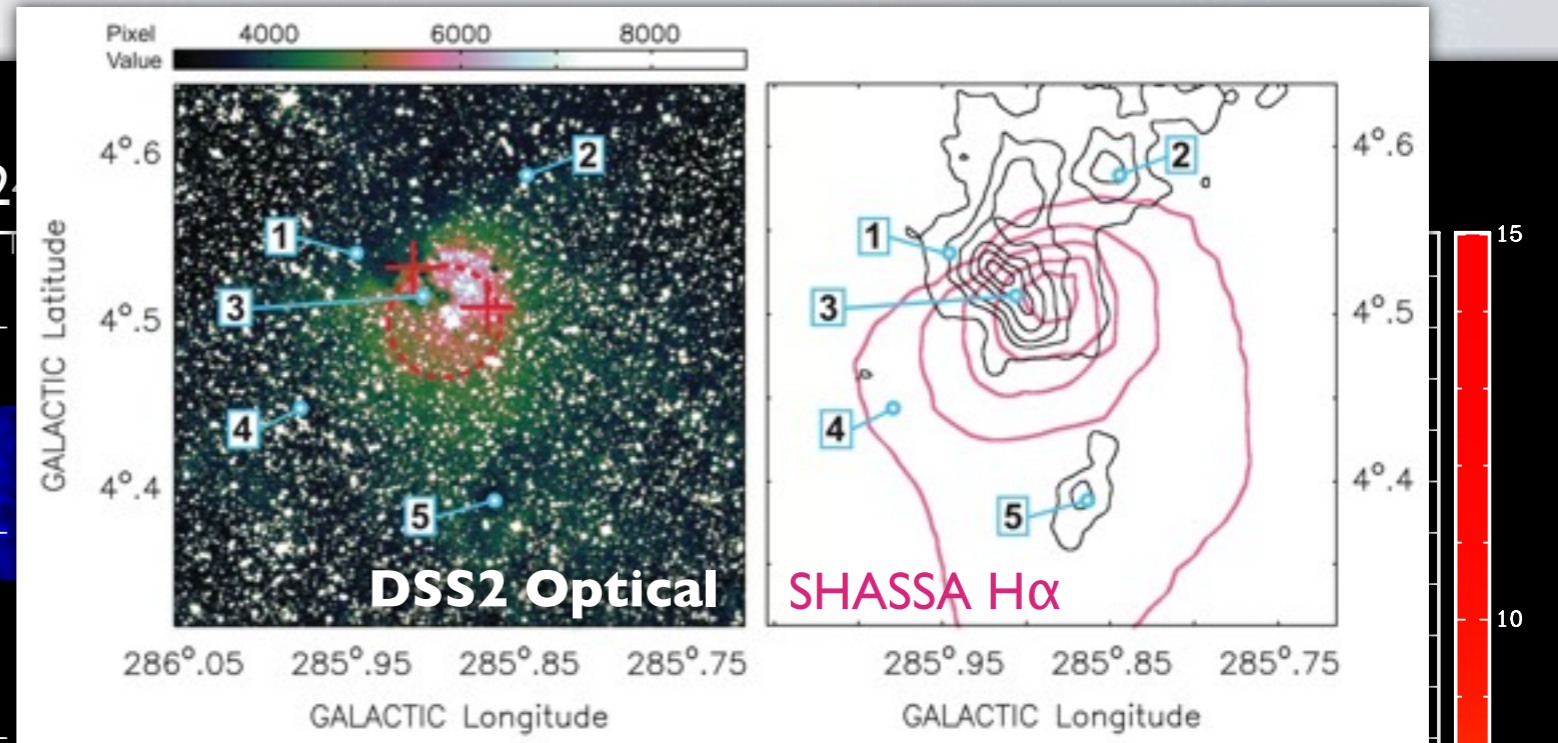 Pixel Value
4000 6000 8000
4°.6
4°.5
4°.4
GALACTIC Latitude
1
2
3
4
5
DSS2 Optical
286°.05 285°.95 285°.85 285°.75
GALACTIC Longitude
1
2
3
4
5
SHASSA Hα
4°.6
4°.5
4°.4
285°.95 285°.85 285°.75
GALACTIC Longitude
15
10